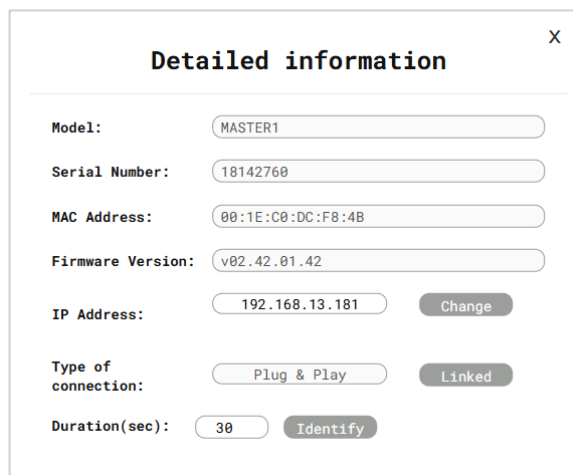 X
Detailed information
Model: MASTER1
Serial Number: 18142760
MAC Address: 00:1E:C0:DC:F8:4B
Firmware Version: v02.42.01.42
IP Address: 192.168.13.181 Change
Type of
connection: Plug & Play Linked
Duration(sec): 30 Identify